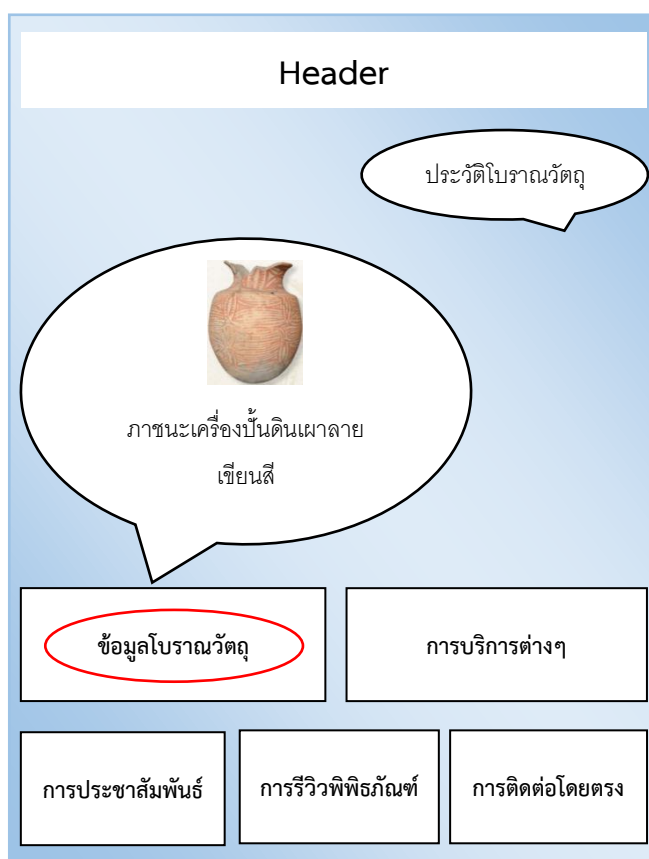 Header
ประวัติโบราณวัตถุ
ภาชนะเครื่องปั้นดินเผาลาย
เขียนสี
ข้อมูลโบราณวัตถุ
การบริการต่างๆ
การประชาสัมพันธ์
การรีวิวพิพิธภัณฑ์
การติดต่อโดยตรง